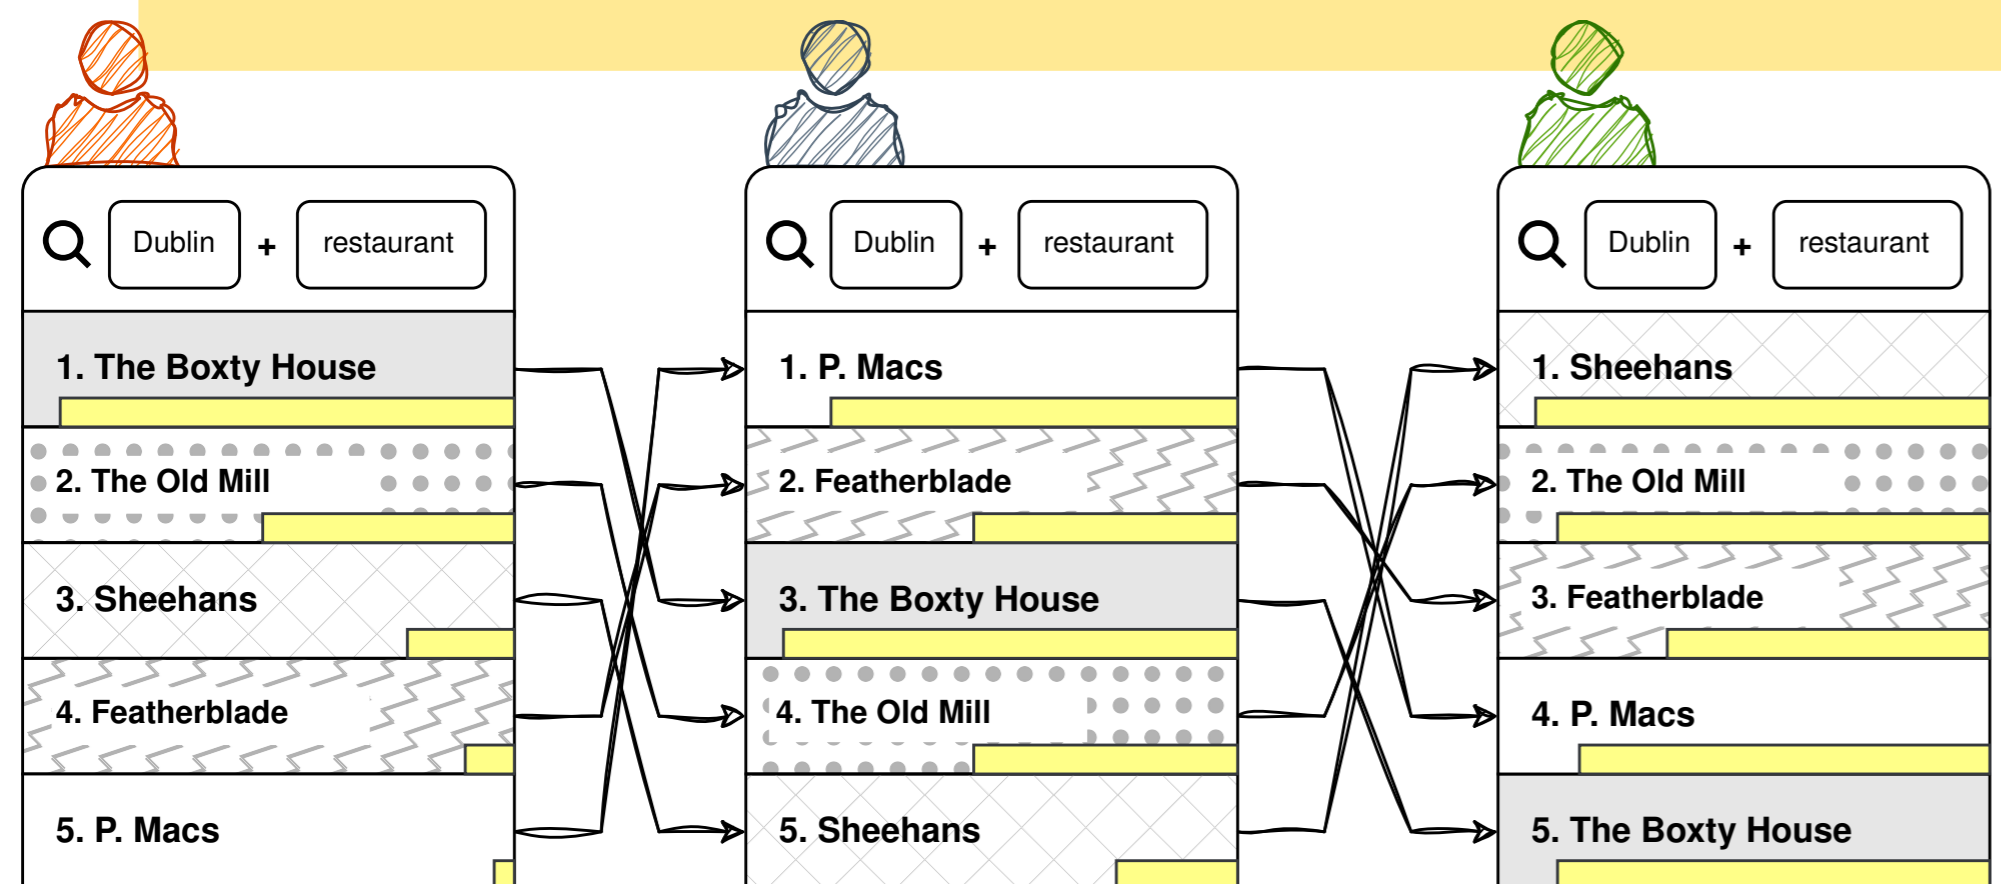 Dublin + restaurant
1. The Boxty House
2. The Old Mill
3. Sheehans
4. Featherblade
5. P. Macs
Dublin + restaurant
1. P. Macs
2. Featherblade
3. The Boxty House
4. The Old Mill
5. Sheehans
Dublin + restaurant
1. Sheehans
2. The Old Mill
3. Featherblade
4. P. Macs
5. The Boxty House